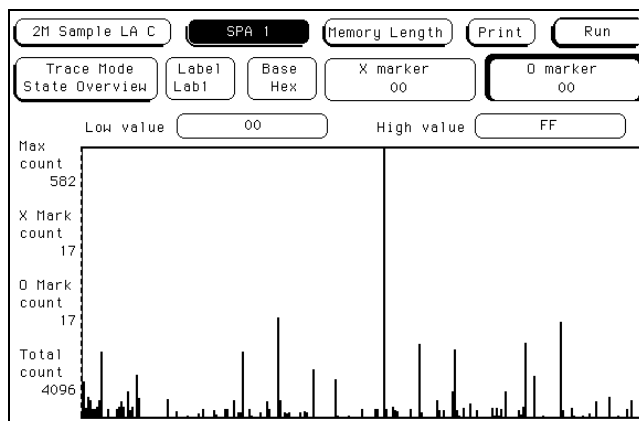 2M Sample LA C
SPA 1
Memory Length
Print
Run
Trace Mode
State Overview
Label
Lab1
Base
Hex
X marker
00
O marker
00
Low value
00
High value
FF
Max
count
582
X Mark
count
17
O Mark
count
17
Total
count
4096